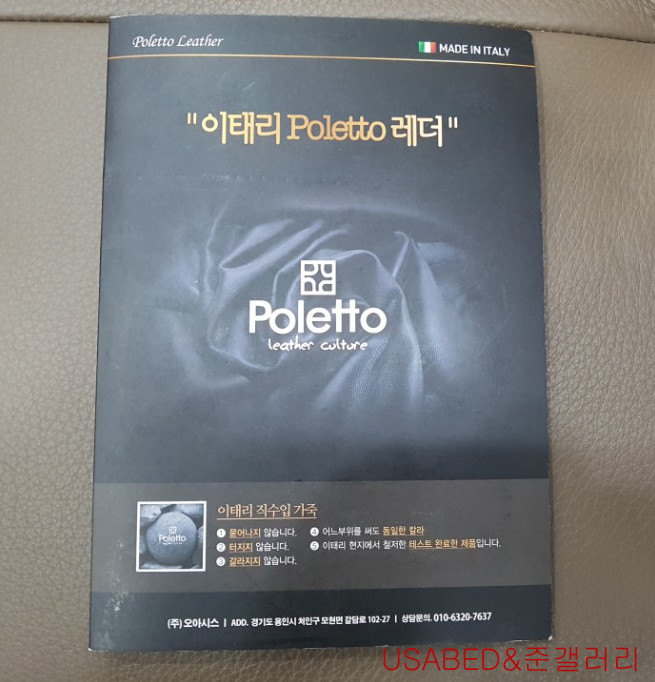 Poletto Leather
MADE IN ITALY
"이태리 Poletto 레더"
Poletto
leather culture
이태리 직수입 가죽
Poletto
① 묻어나지 않습니다. ④ 어느부위를 써도 동일한 칼라
② 터지지 않습니다. ⑤ 이태리 현지에서 철저한 테스트 완료한 제품입니다.
③ 갈라지지 않습니다.
(주)오아시스 | ADD. 경기도 용인시 처인구 모현면 갈담로 102-27 | 상담문의. 010-6320-7637
USABED&준갤러리